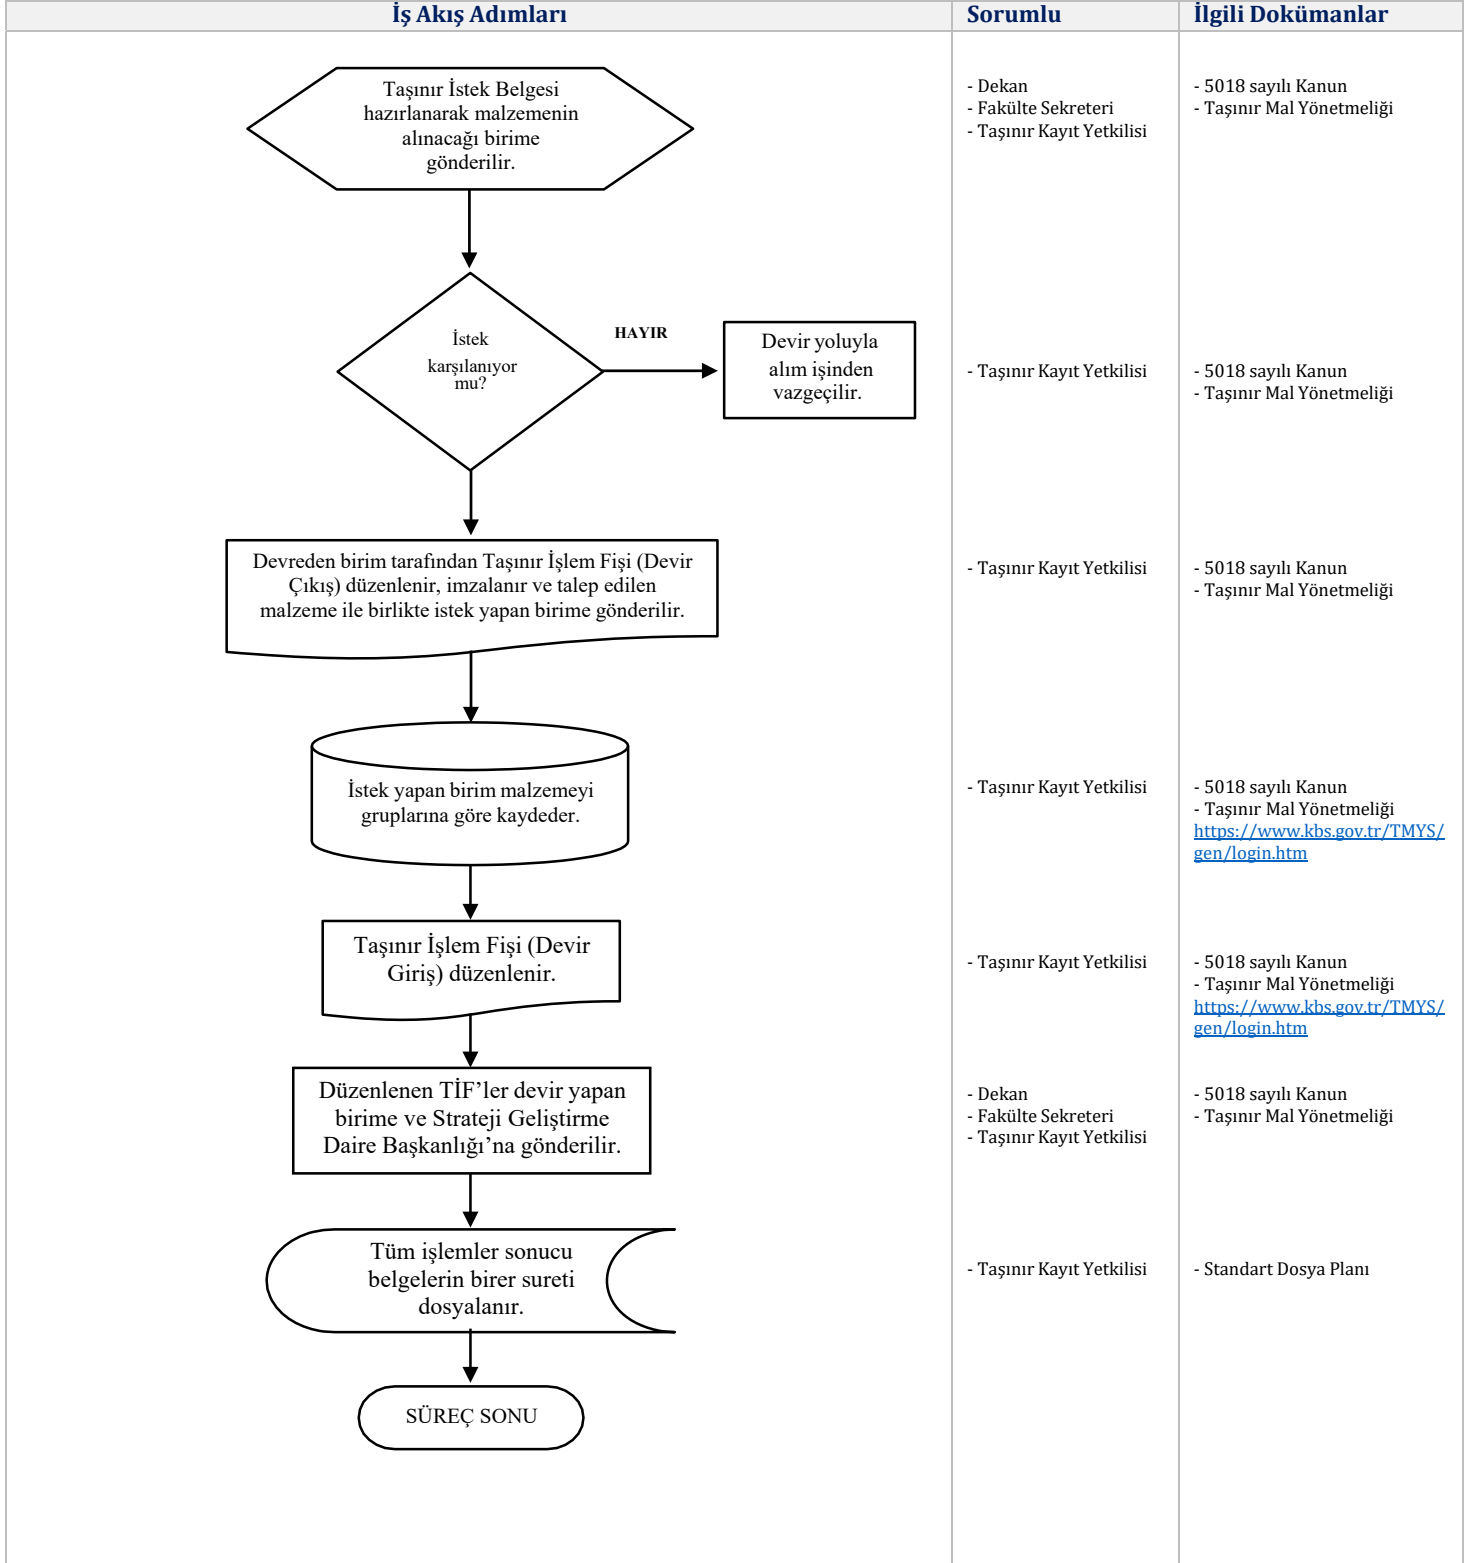 İş Akış Adımları
Sorumlu
İlgili Dokümanlar
Taşınır İstek Belgesi
hazırlanarak malzemenin
alınacağı birime
gönderilir.
- Dekan
- Fakülte Sekreteri
- Taşınır Kayıt Yetkilisi
- 5018 sayılı Kanun
- Taşınır Mal Yönetmeliği
İstek
karşılanıyor
mu?
HAYIR
Devir yoluyla
alım işinden
vazgeçilir.
- Taşınır Kayıt Yetkilisi
- 5018 sayılı Kanun
- Taşınır Mal Yönetmeliği
Devreden birim tarafından Taşınır İşlem Fişi (Devir
Çıkış) düzenlenir, imzalanır ve talep edilen
malzeme ile birlikte istek yapan birime gönderilir.
- Taşınır Kayıt Yetkilisi
- 5018 sayılı Kanun
- Taşınır Mal Yönetmeliği
İstek yapan birim malzemeyi
gruplarına göre kaydeder.
- Taşınır Kayıt Yetkilisi
- 5018 sayılı Kanun
- Taşınır Mal Yönetmeliği
https://www.kbs.gov.tr/TMYS/
gen/login.htm
Taşınır İşlem Fişi (Devir
Giriş) düzenlenir.
- Taşınır Kayıt Yetkilisi
- 5018 sayılı Kanun
- Taşınır Mal Yönetmeliği
https://www.kbs.gov.tr/TMYS/
gen/login.htm
Düzenlenen TİF’ler devir yapan
birime ve Strateji Geliştirme
Daire Başkanlığı’na gönderilir.
- Dekan
- Fakülte Sekreteri
- Taşınır Kayıt Yetkilisi
- 5018 sayılı Kanun
- Taşınır Mal Yönetmeliği
Tüm işlemler sonucu
belgelerin birer sureti
dosyalanır.
- Taşınır Kayıt Yetkilisi
- Standart Dosya Planı
SÜREÇ SONU